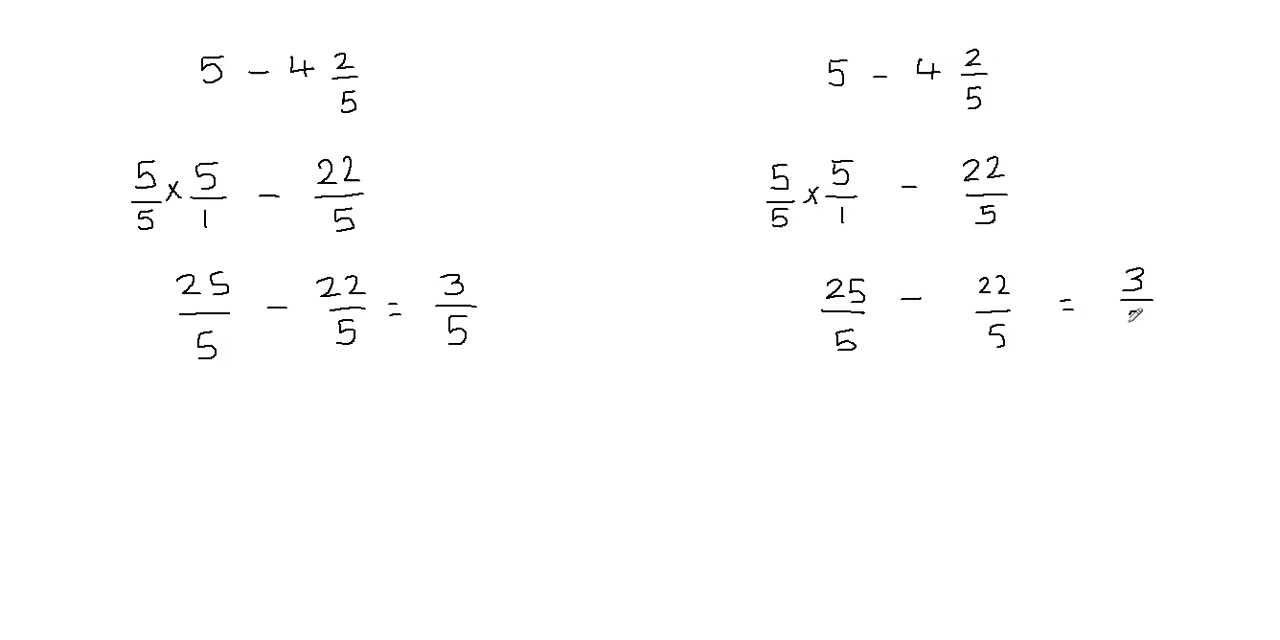 5 - 4 2/5
5/5 × 5/1 - 22/5
25/5 - 22/5 = 3/5
5 - 4 2/5
5/5 × 5/1 - 22/5
25/5 - 22/5 = 3/